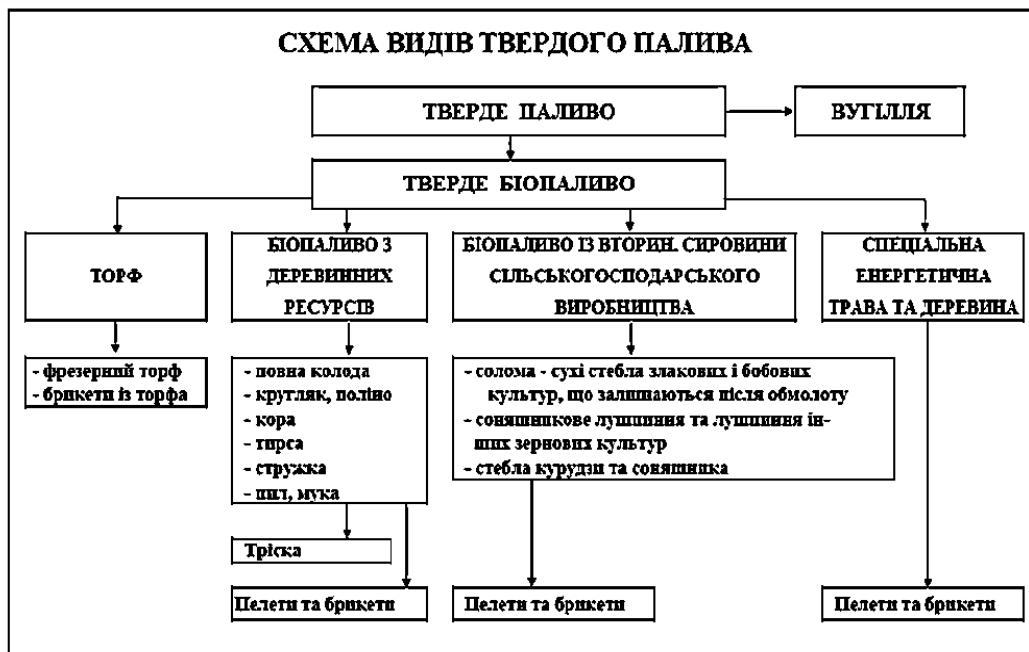 СХЕМА ВИДІВ ТВЕРДОГО ПАЛИВА
ТВЕРДЕ ПАЛИВО
ВУГІЛЛЯ
ТВЕРДЕ БІОПАЛИВО
ТОРФ
БІОПАЛИВО З
ДЕРЕВИННИХ
РЕСУРСІВ
БІОПАЛИВО ІЗ ВТОРИН. СИРОВИНИ
СІЛЬСЬКОГОСПОДАРСЬКОГО
ВИРОБНИЦТВА
СПЕЦІАЛЬНА
ЕНЕРГЕТИЧНА
ТРАВА ТА ДЕРЕВИНА
- фрезерний торф
- брикети із торфа
- повна колода
- кругляк, поліно
- кора
- тирса
- стружка
- пил, мука
- солома - сухі стебла злакових і бобових
культур, що залишаються після обмолоту
- соняшникове лушпиння та лушпиння ін-
ших зернових культур
- стебла курудзи та соняшника
Тріска
Пелети та брикети
Пелети та брикети
Пелети та брикети